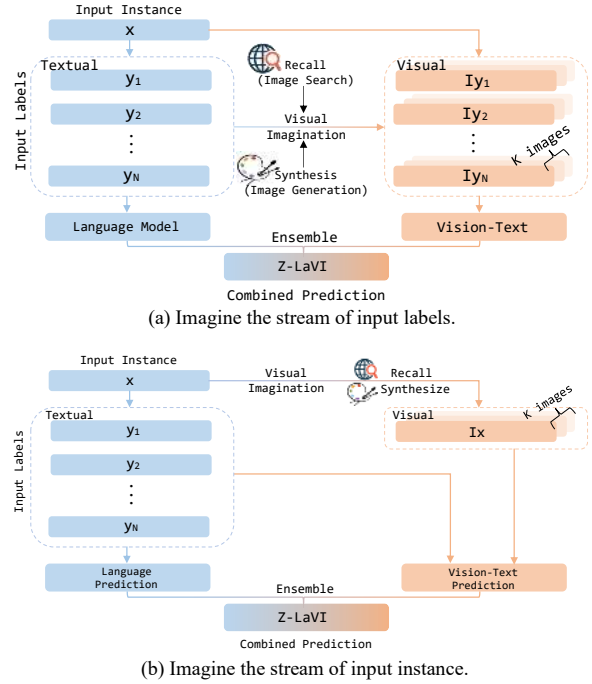 Input Instance
x
Textual
Visual
Input Labels
y1
y2
⋮
yN
Recall
(Image Search)
Visual
Imagination
Synthesis
(Image Generation)
Iy1
Iy2
⋮
IyN
K images
Language Model
Vision-Text
Ensemble
Z-LaVI
Combined Prediction
(a) Imagine the stream of input labels.
Input Instance
x
Visual
Imagination
Recall
Synthesize
Textual
Visual
Input Labels
y1
y2
⋮
yN
Ix
K images
Language
Prediction
Vision-Text
Prediction
Ensemble
Z-LaVI
Combined Prediction
(b) Imagine the stream of input instance.